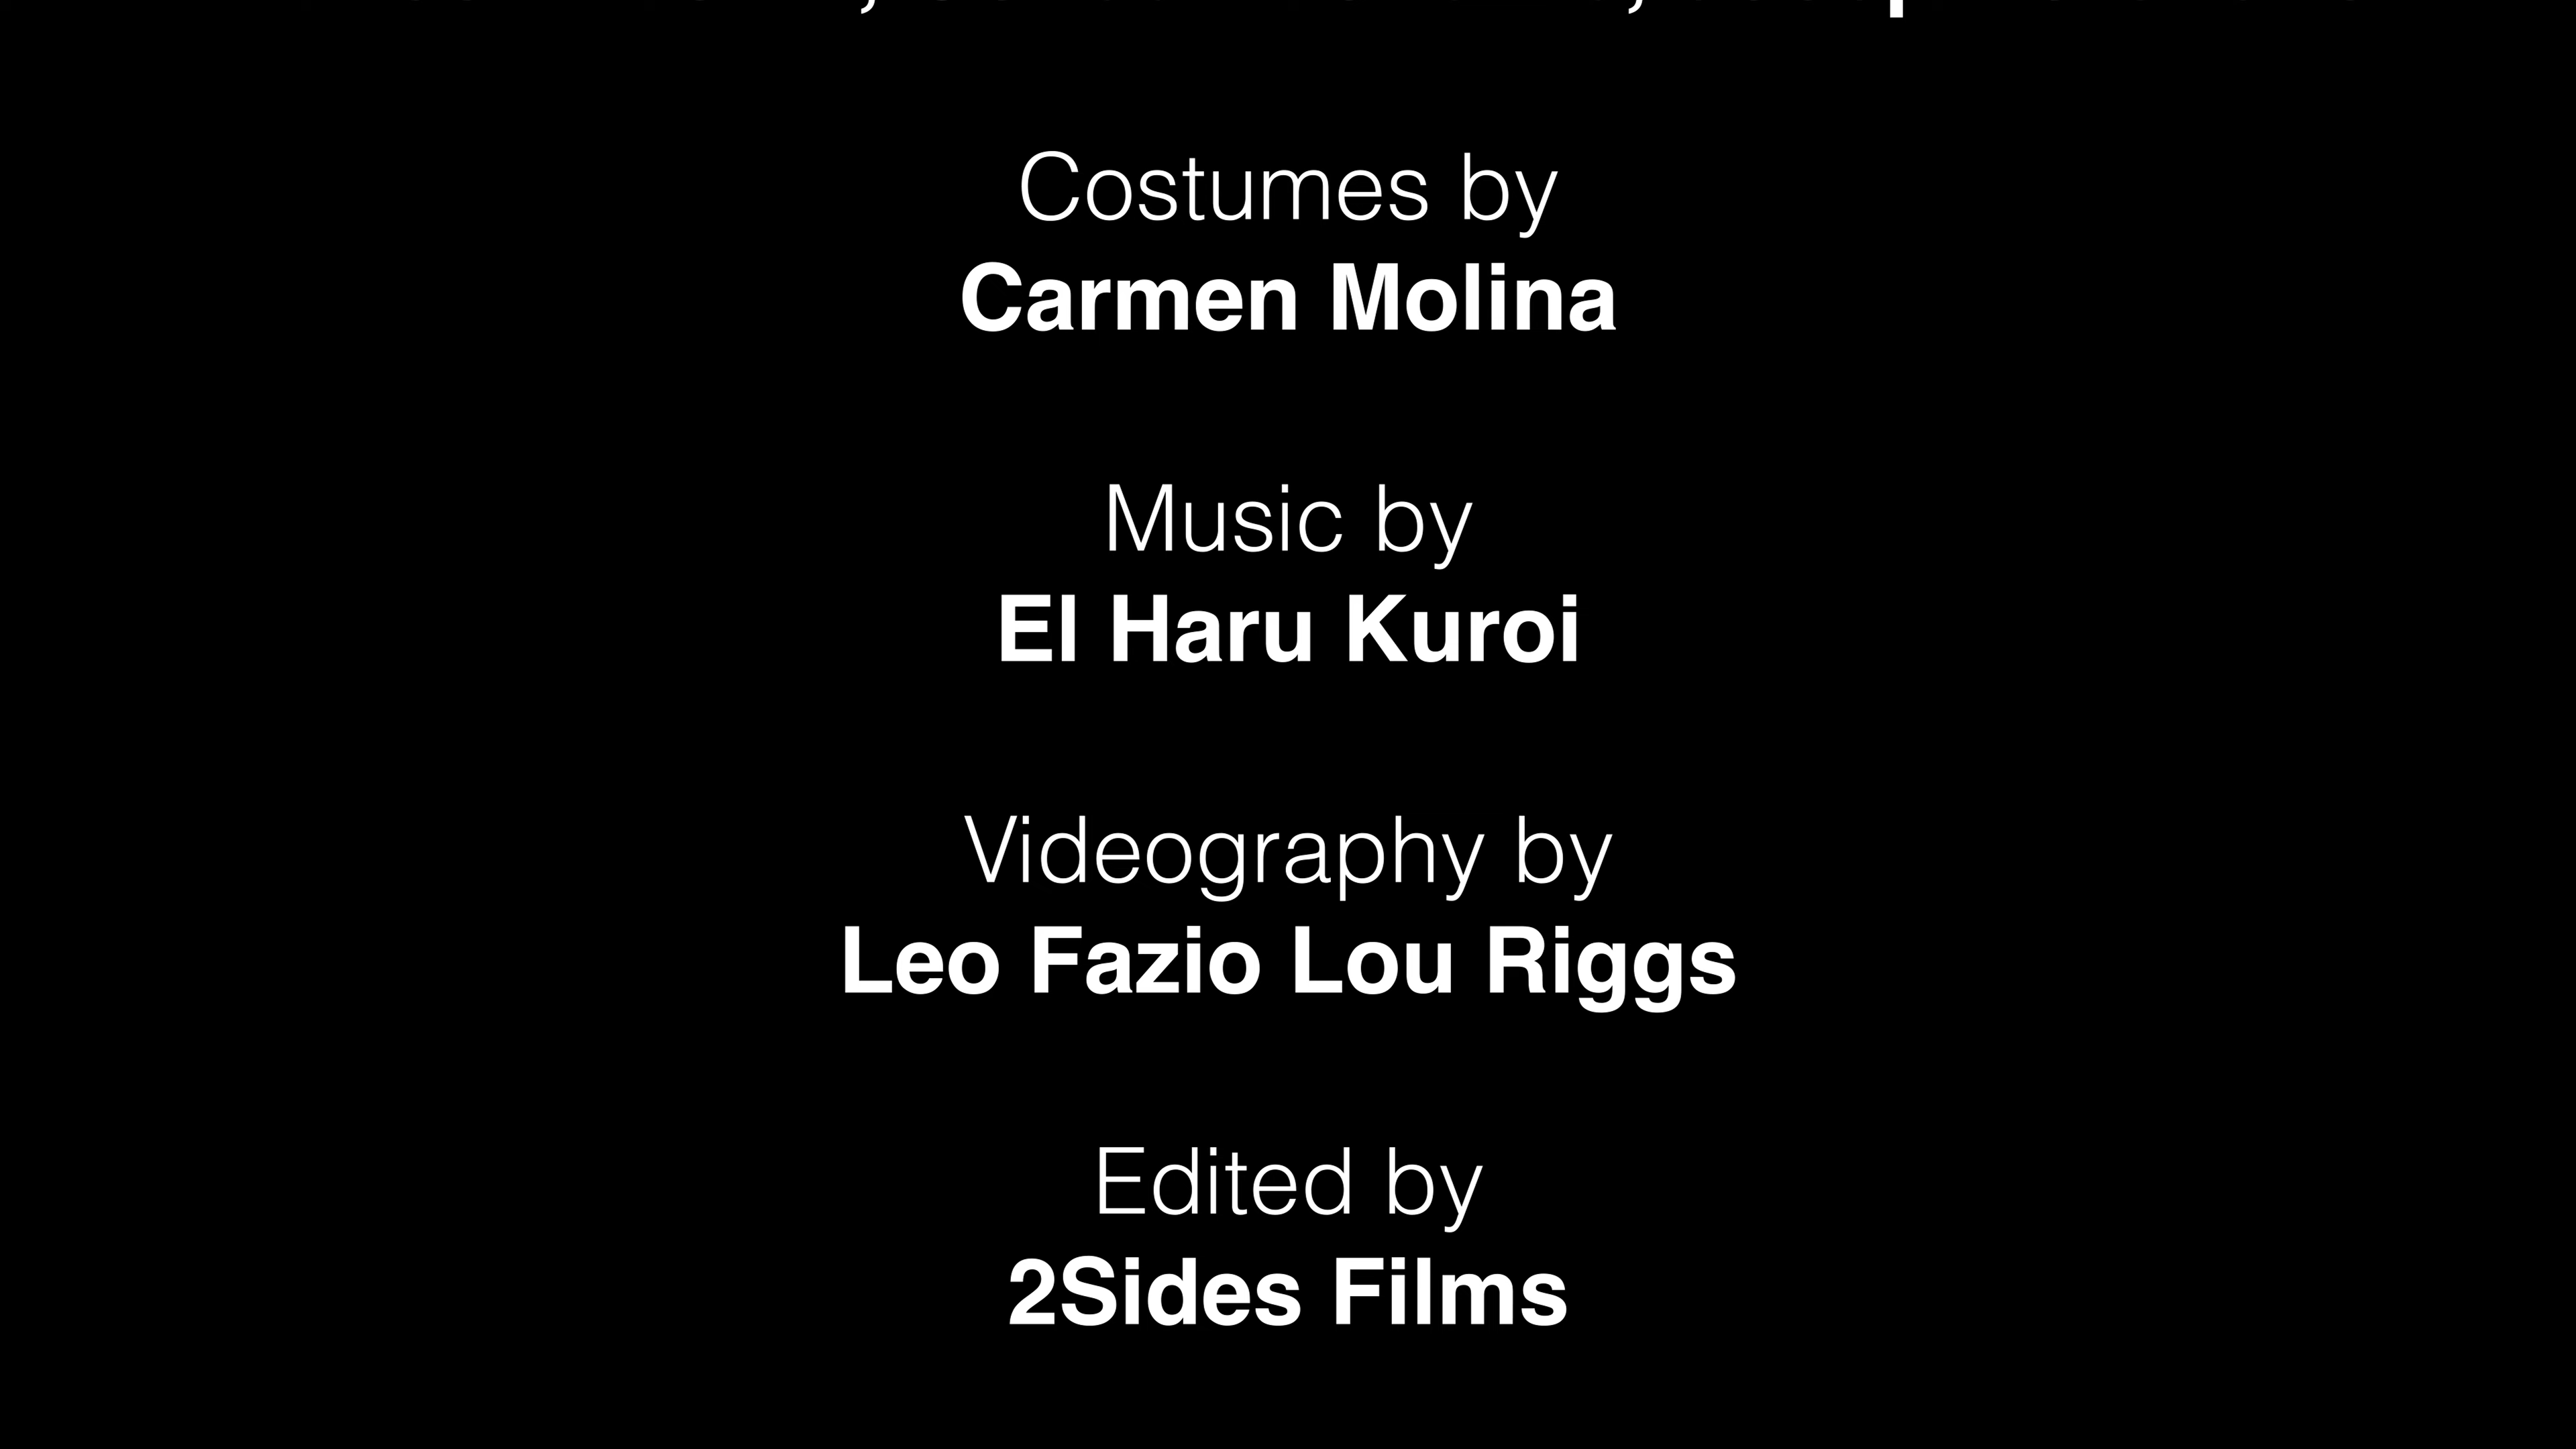 Costumes by
Carmen Molina
Music by
El Haru Kuroi
Videography by
Leo Fazio Lou Riggs
Edited by
2Sides Films